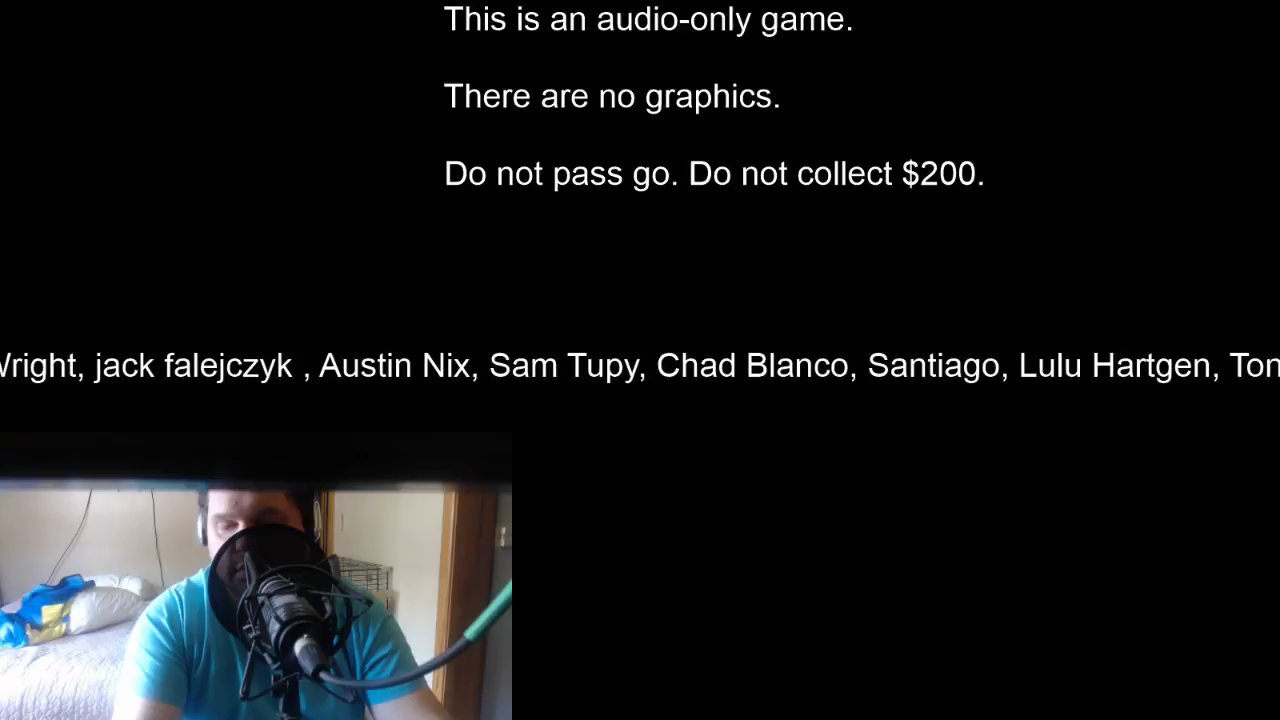 This is an audio-only game.
There are no graphics.
Do not pass go. Do not collect $200.
Wright, jack falejczyk , Austin Nix, Sam Tupy, Chad Blanco, Santiago, Lulu Hartgen,